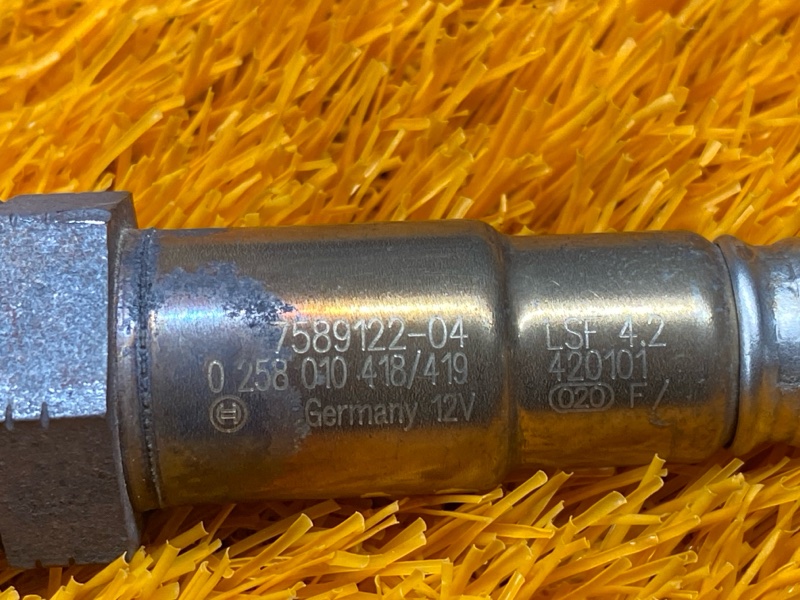 7589122-04
0 258 010 418/419
Germany 12V
LSF 4.2
420101
020 F/